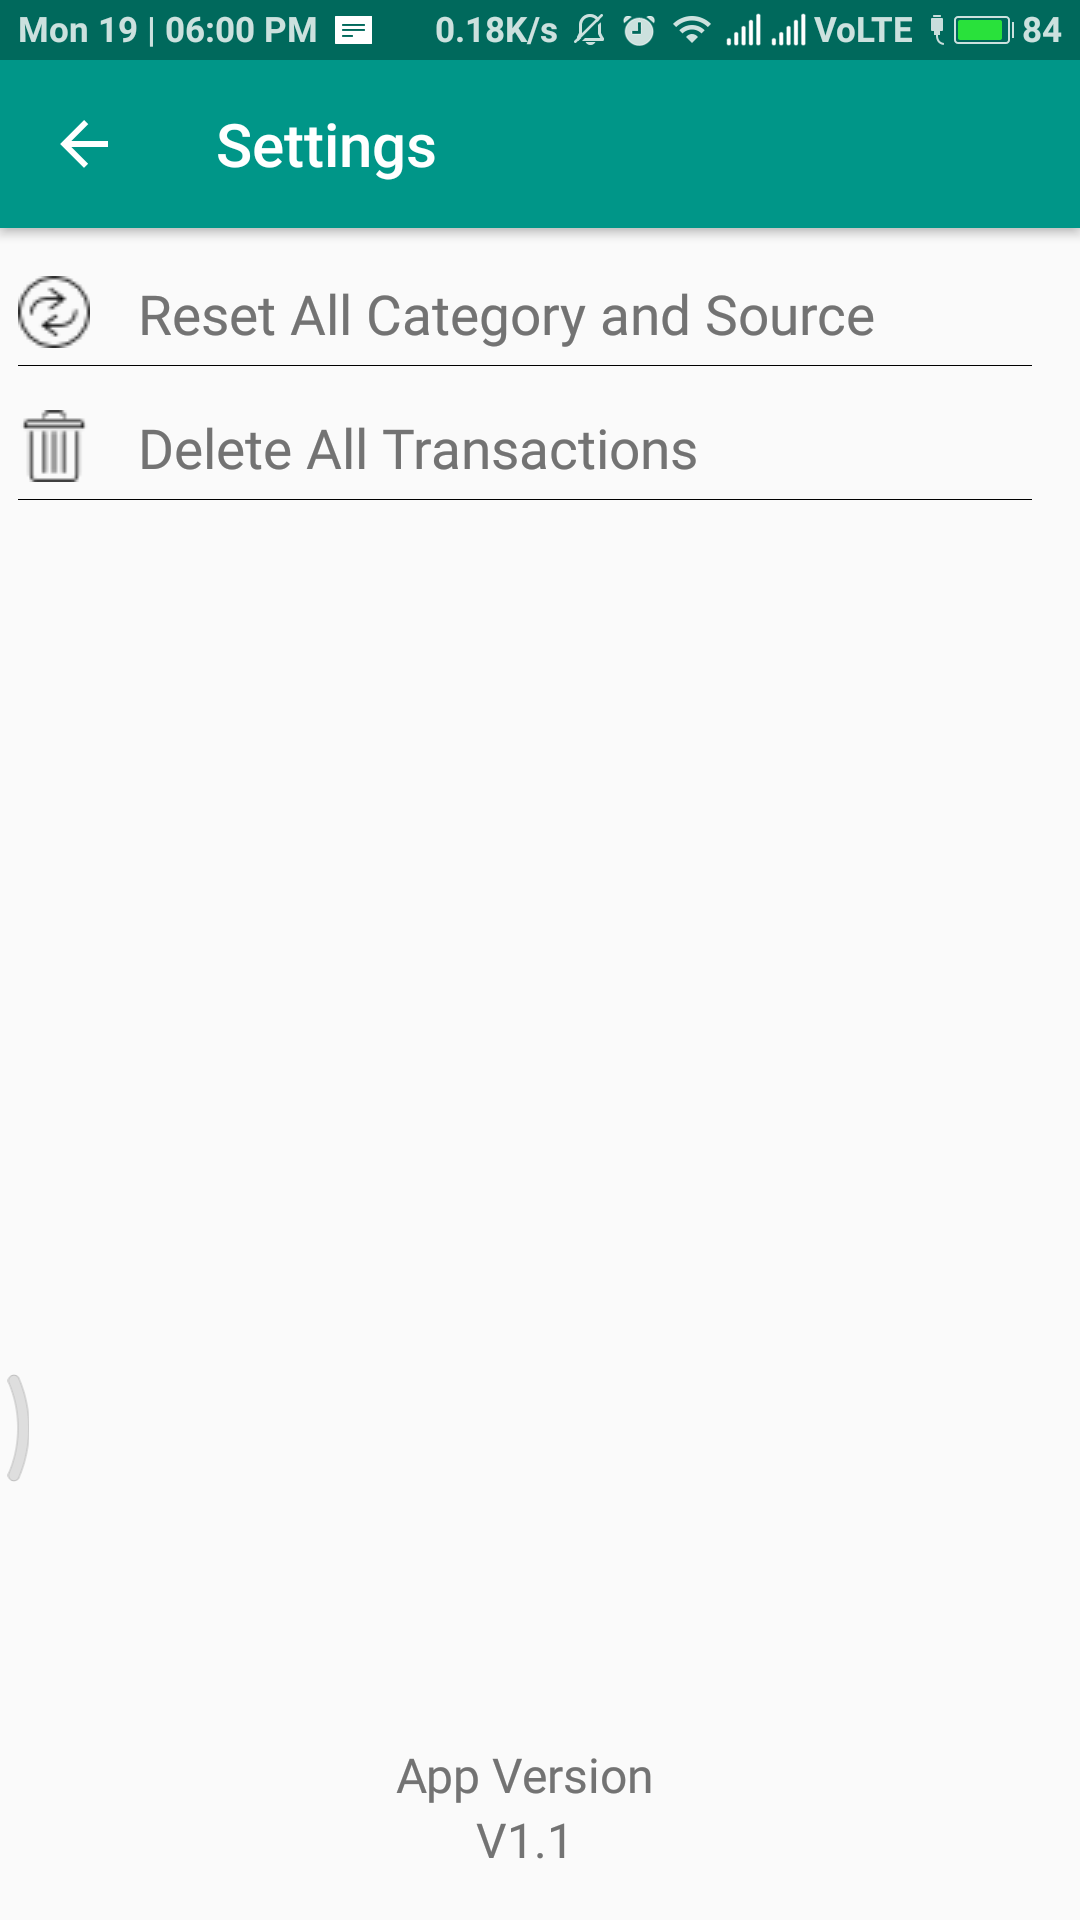 Mon 19 | 06:00 PM 0.18K/s VoLTE 84
Settings
Reset All Category and Source
Delete All Transactions
App Version
V1.1